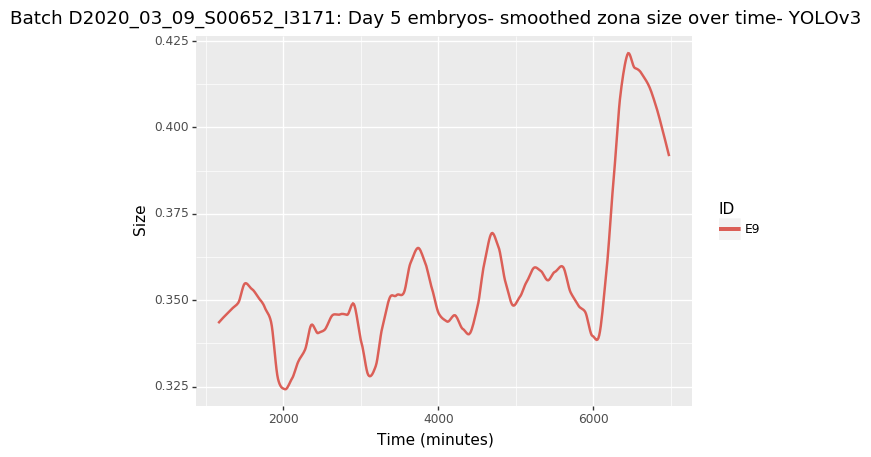 Batch D2020_03_09_S00652_I3171: Day 5 embryos- smoothed zona size over time- YOLOv3
0.425
0.400
0.375
0.350
0.325
Size
2000
4000
6000
Time (minutes)
ID
E9